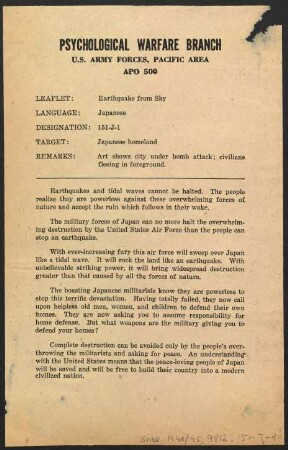 PSYCHOLOGICAL WARFARE BRANCH
U.S. ARMY FORCES, PACIFIC AREA
APO 500
LEAFLET: Earthquake from Sky
LANGUAGE: Japanese
DESIGNATION: 151-J-1
TARGET: Japanese homeland
REMARKS: Art shows city under bomb attack; civilians
fleeing in foreground.
Earthquakes and tidal waves cannot be halted. The people
realize they are powerless against these overwhelming forces of
nature and accept the ruin which follows in their wake.
The military forces of Japan can no more halt the overwhelm-
ing destruction by the United States Air Force than the people can
stop an earthquake.
With ever-increasing fury this air force will sweep over Japan
like a tidal wave. It will rock the land like an earthquake. With
unbelievable striking power, it will bring widespread destruction
greater than that caused by all the forces of nature.
The boasting Japanese militarists know they are powerless to
stop this terrible devastation. Having totally failed, they now call
upon helpless old men, women, and children to defend their own
homes. They are now asking you to assume responsibility for
home defense. But what weapons are the military giving you to
defend your homes?
Complete destruction can be avoided only by the people's over-
throwing the militarists and asking for peace. An understanding
with the United States means that the peace-loving people of Japan
will be saved and will be free to build their country into a modern
civilized nation.